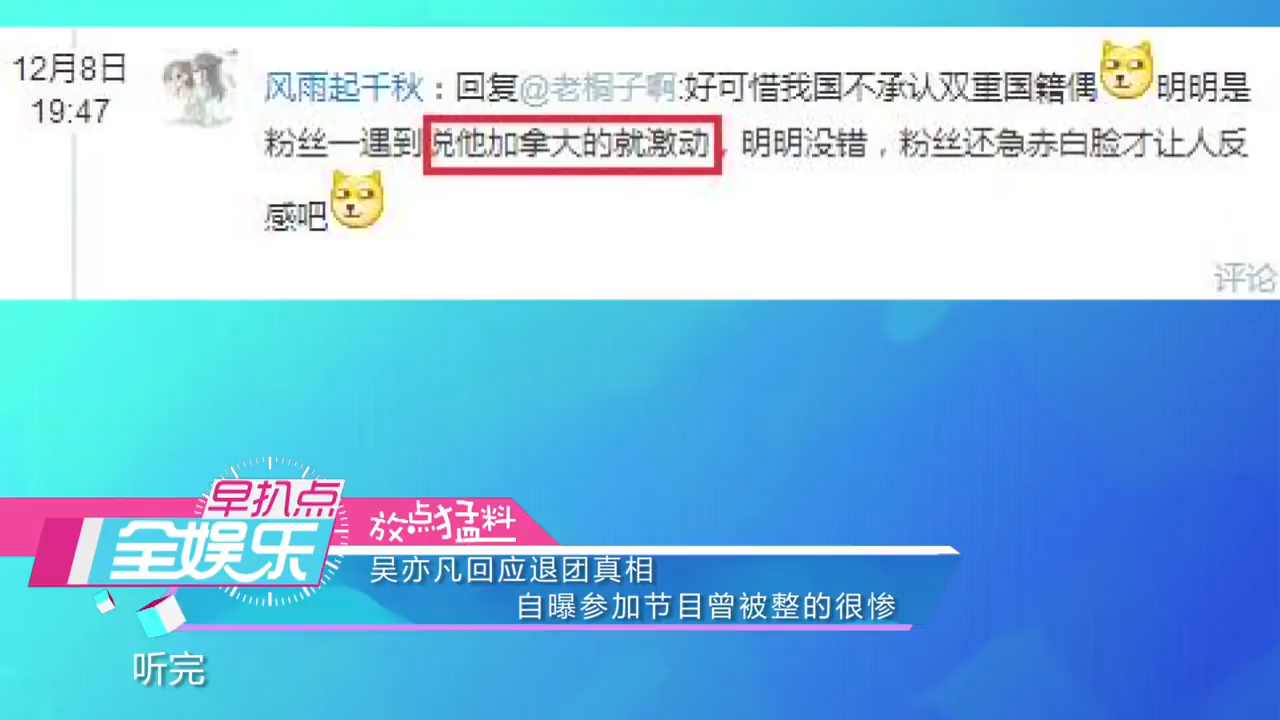 12月8日
19:47
风雨起千秋：回复@老桐子啊:好可惜我国不承认双重国籍偶明明是
粉丝一遇到说他加拿大的就激动，明明没错，粉丝还急赤白脸才让人反
感吧
评论
早扒点
全娱乐
放点猛料
吴亦凡回应退团真相
自曝参加节目曾被整的很惨
听完